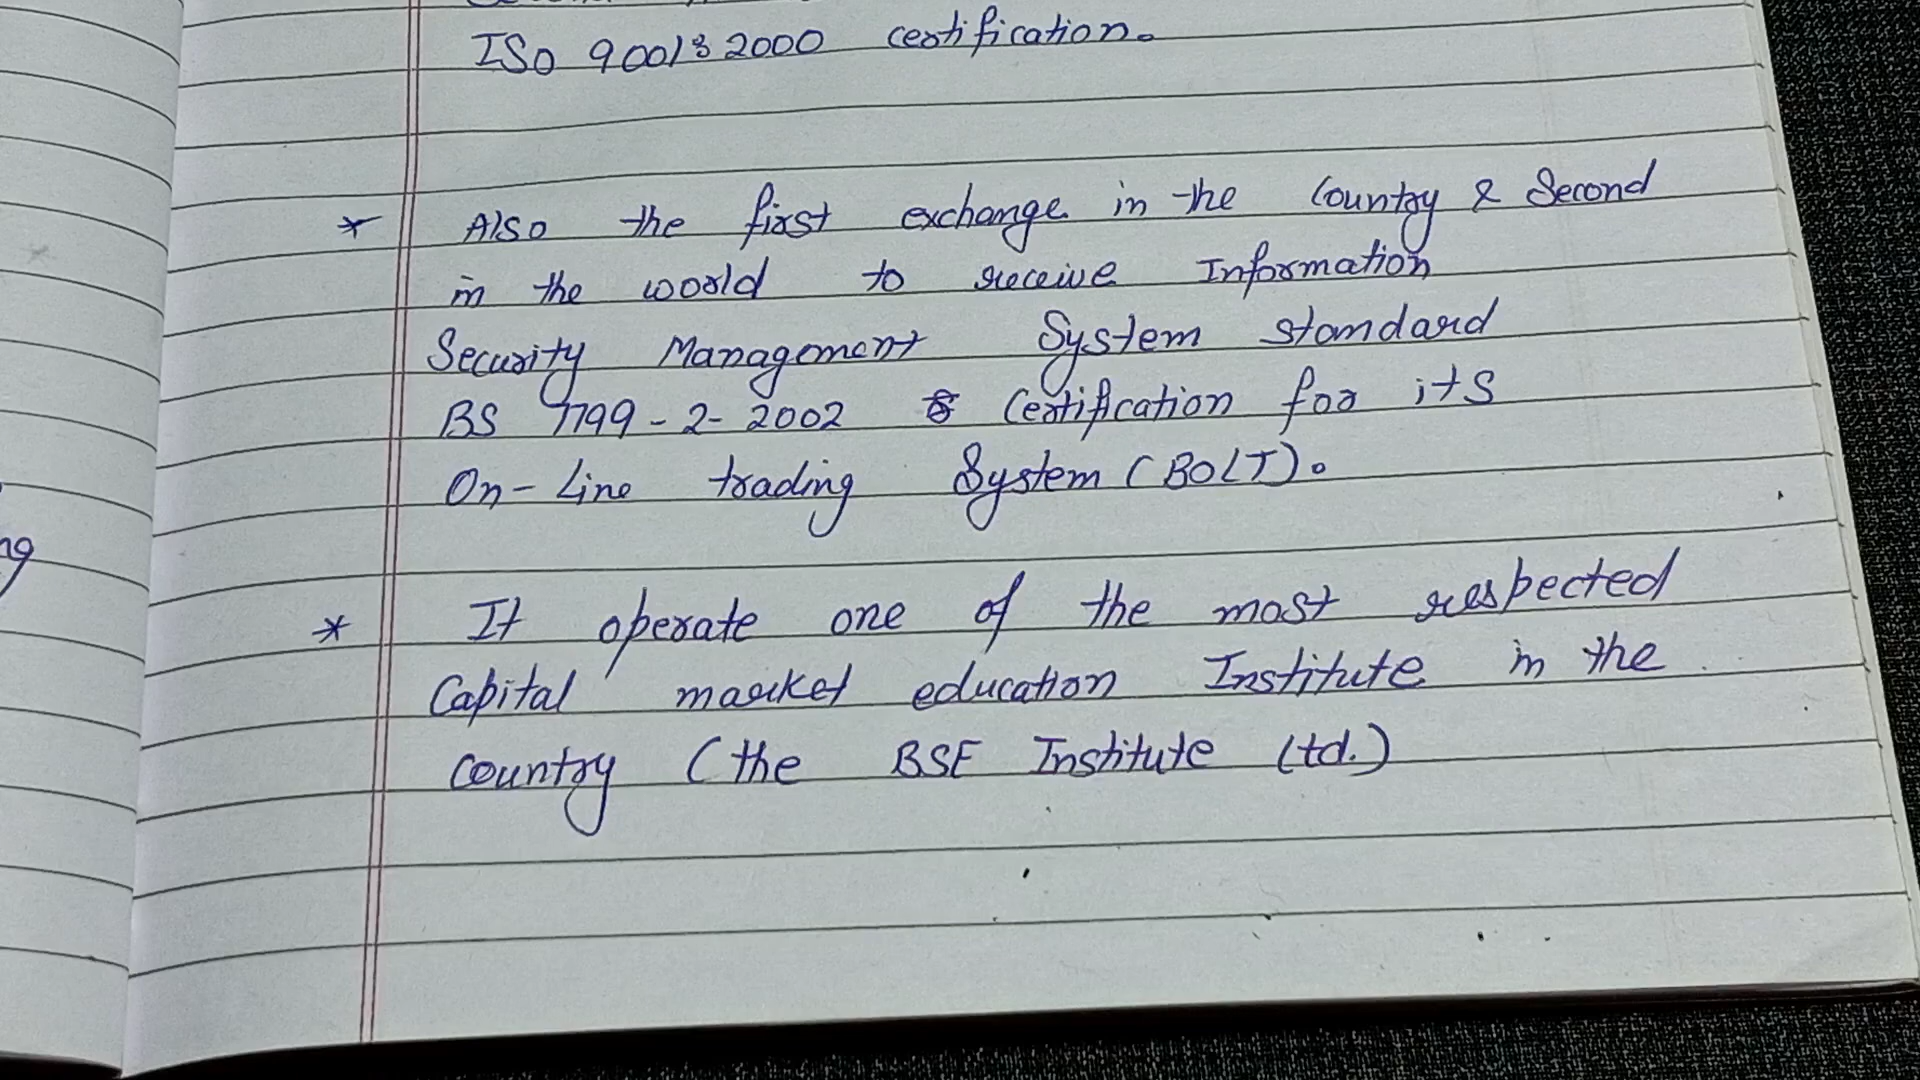 ISO 9001:2000 certification.
* Also the first exchange in the Country & Second
in the world to receive Information
Security Management System standard
BS 7799-2-2002 Certification for its
On-Line trading System (BOLT).
* It operate one of the most respected
Capital market education Institute in the
country (the BSE Institute Ltd.)
ng